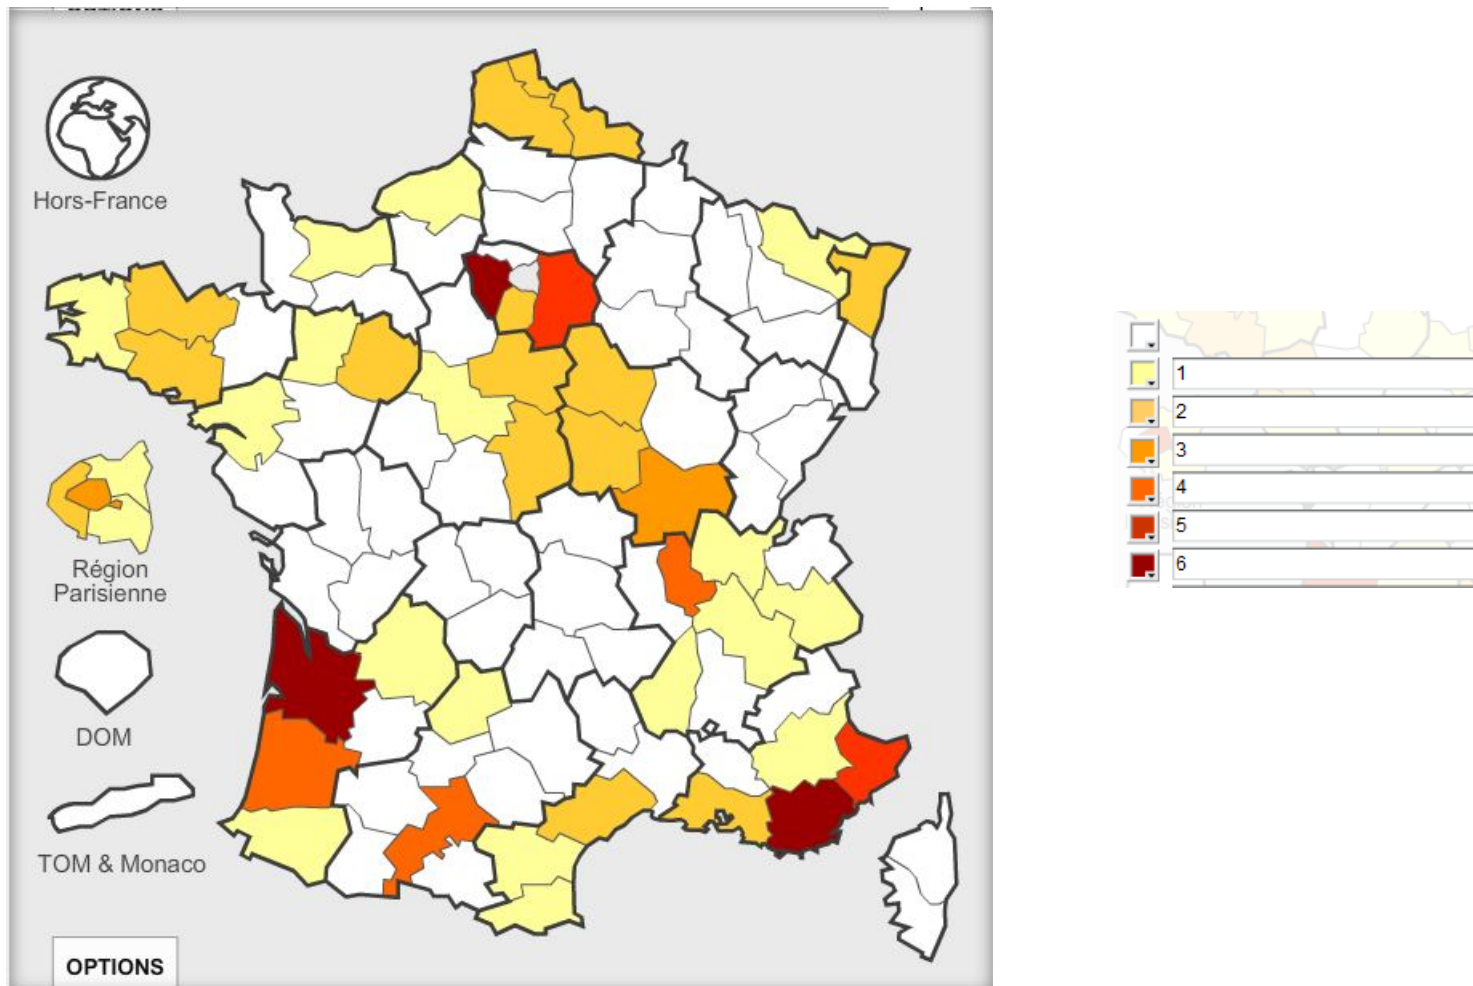 Hors-France
Région
Parisienne
DOM
TOM & Monaco
OPTIONS
1
2
3
4
5
6